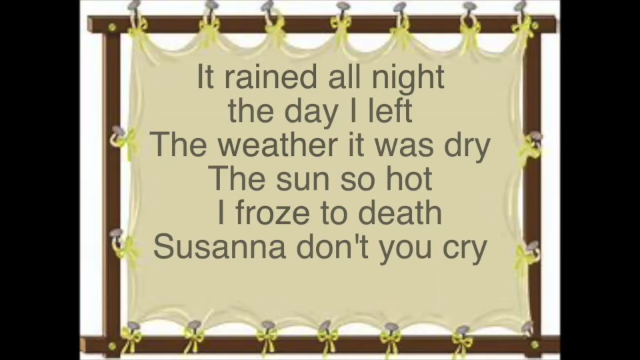 It rained all night
the day I left
The weather it was dry
The sun so hot
I froze to death
Susanna don't you cry